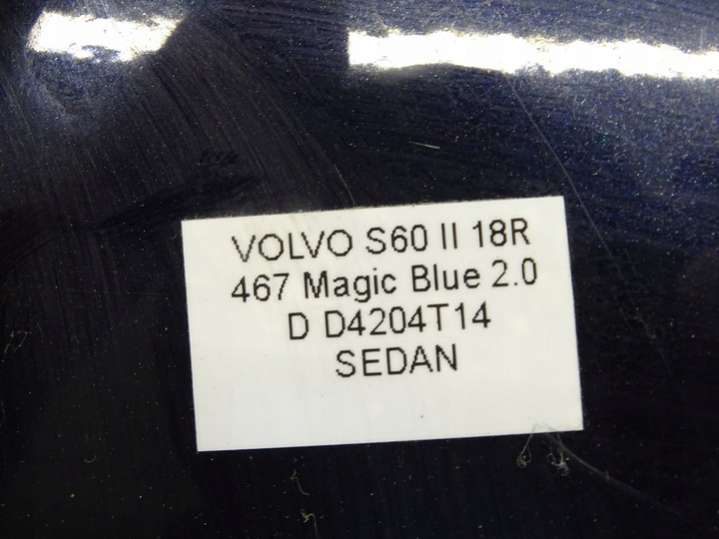 VOLVO S60 II 18R
467 Magic Blue 2.0
D D4204T14
SEDAN